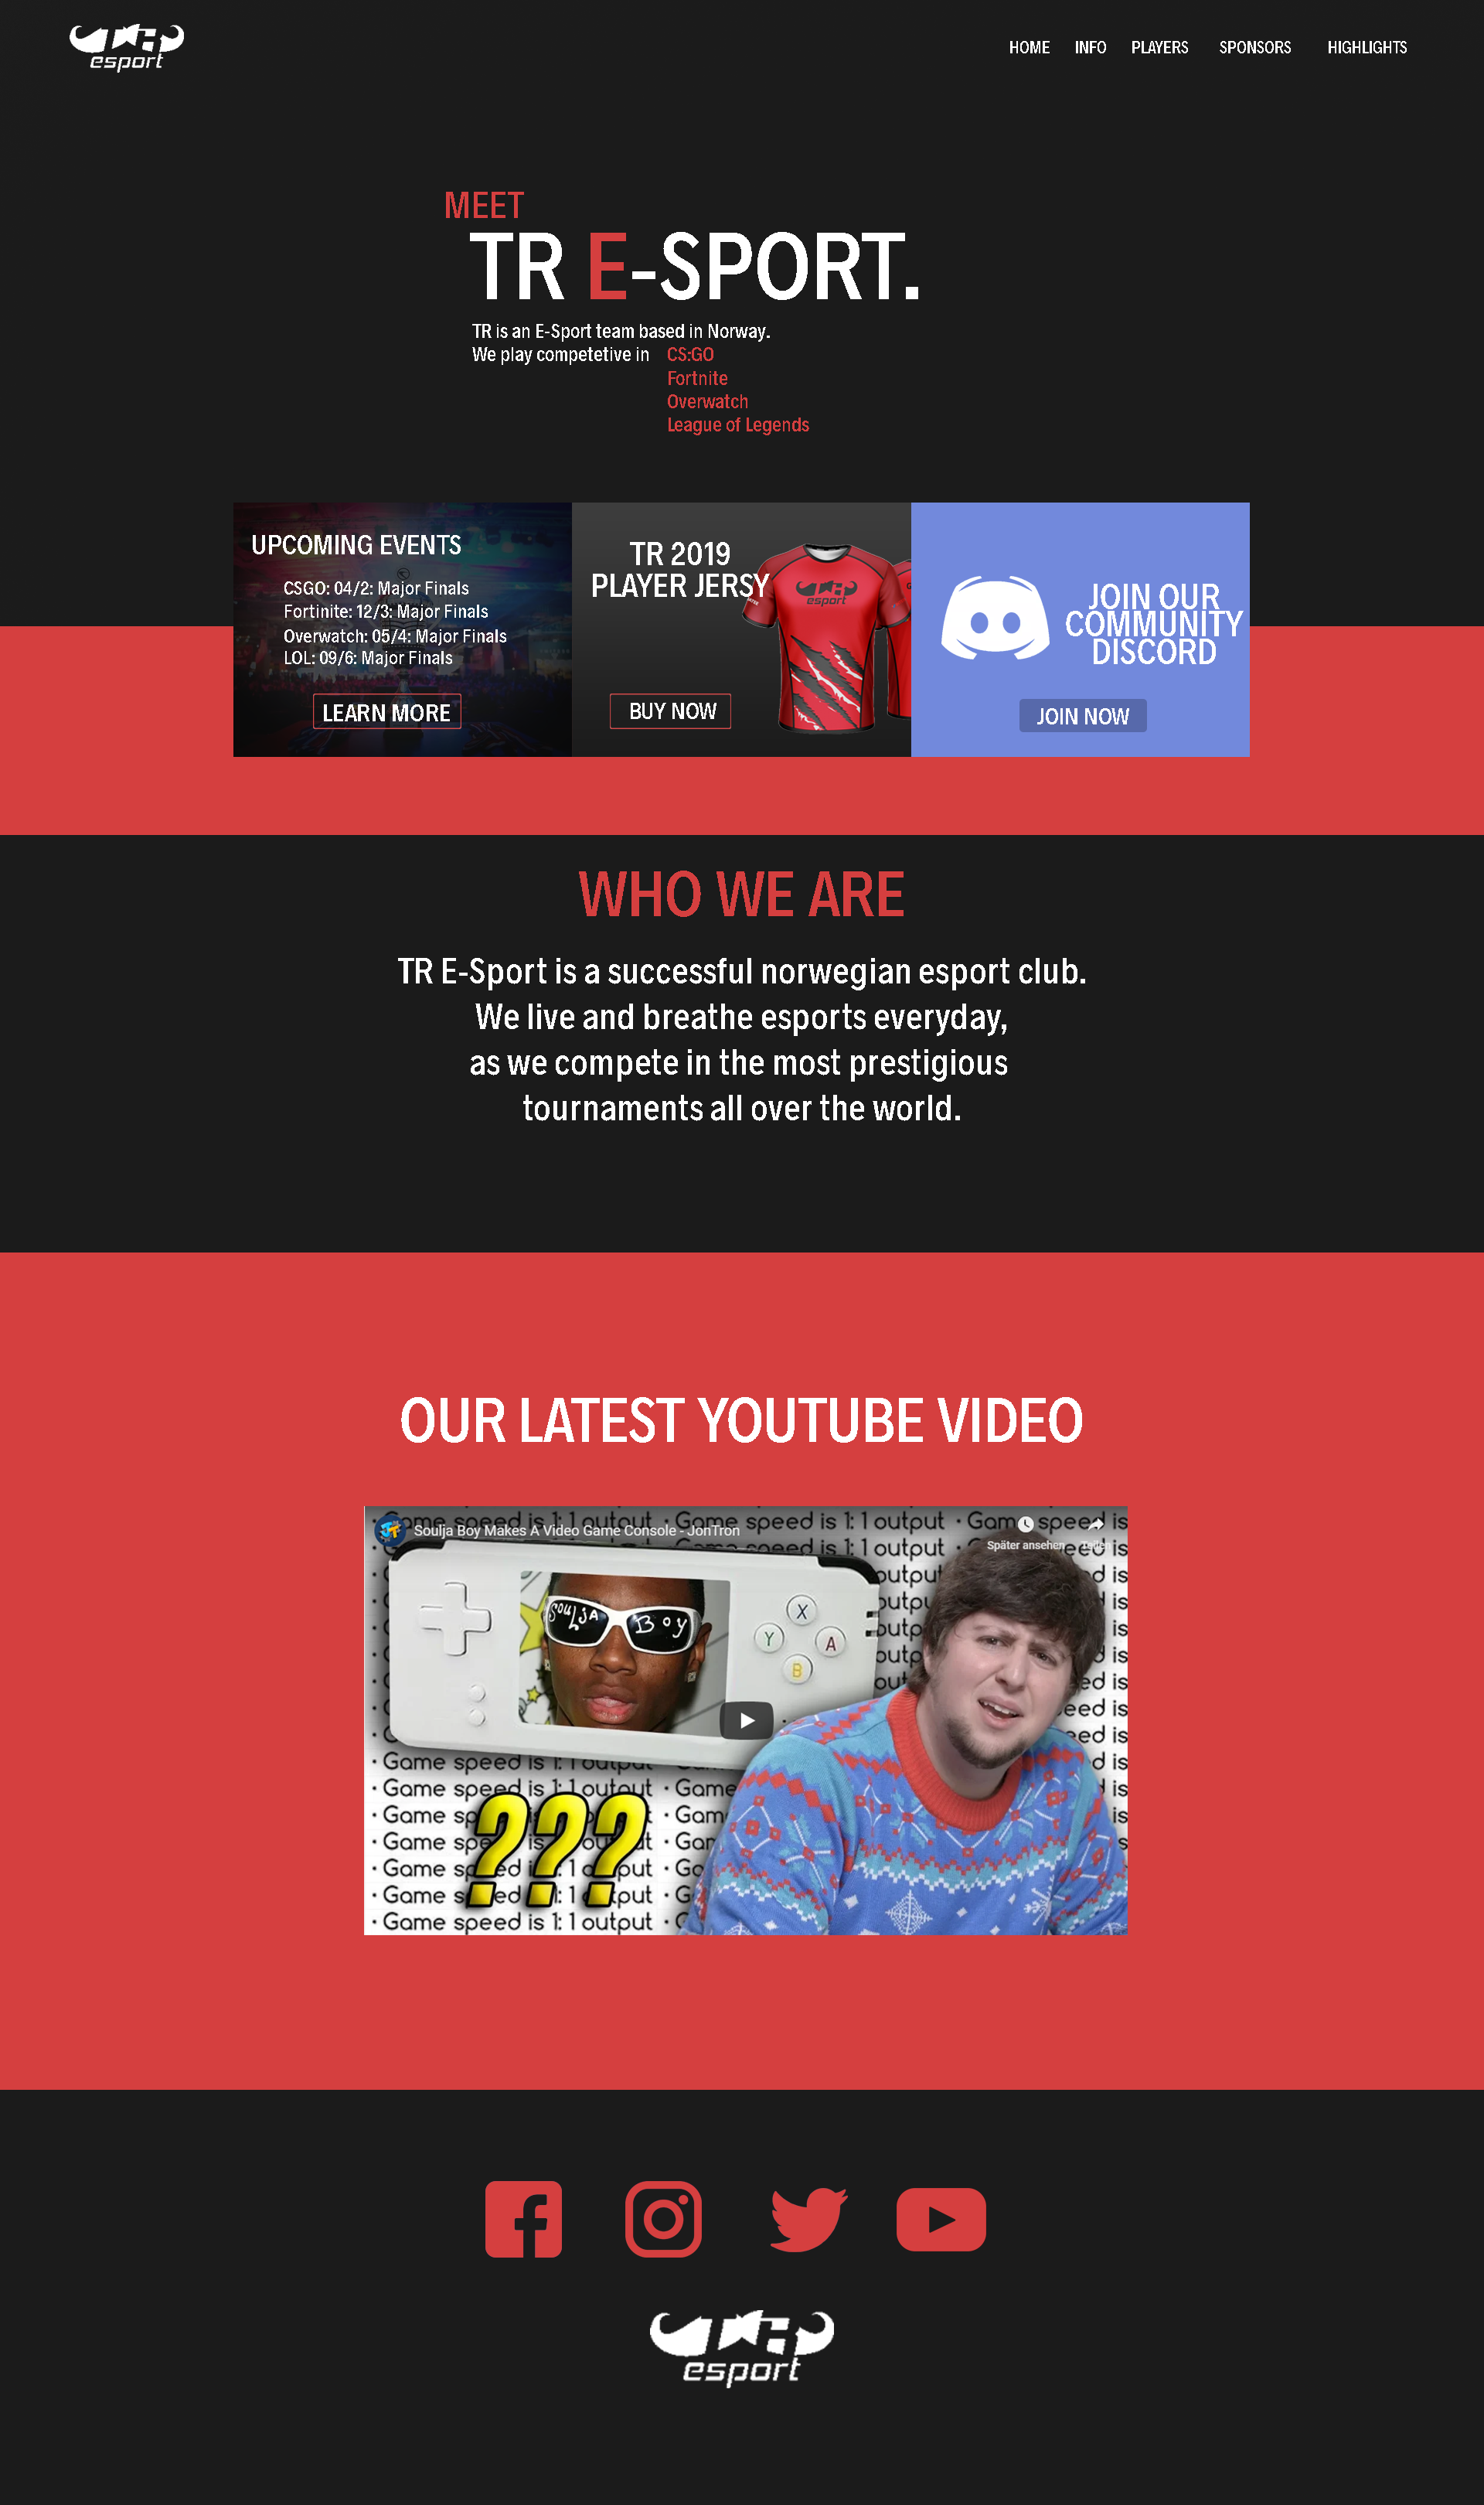 TR
esport
HOME INFO PLAYERS SPONSORS HIGHLIGHTS
MEET
TR E-SPORT.
TR is an E-Sport team based in Norway.
We play competetive in CS:GO
Fortnite
Overwatch
League of Legends
UPCOMING EVENTS
CSGO: 04/2: Major Finals
Fortinite: 12/3: Major Finals
Overwatch: 05/4: Major Finals
LOL: 09/6: Major Finals
LEARN MORE
TR 2019
PLAYER JERSY
esport
BUY NOW
JOIN OUR
COMMUNITY
DISCORD
JOIN NOW
WHO WE ARE
TR E-Sport is a successful norwegian esport club.
We live and breathe esports everyday,
as we compete in the most prestigious
tournaments all over the world.
OUR LATEST YOUTUBE VIDEO
Soulja Boy Makes A Video Game Console - JonTron
Später ansehen
SOULJA BOY
X
Y A
B
???
· Game speed is 1:1 output · Game speed is
· Game speed is 1:1 output
TR
esport